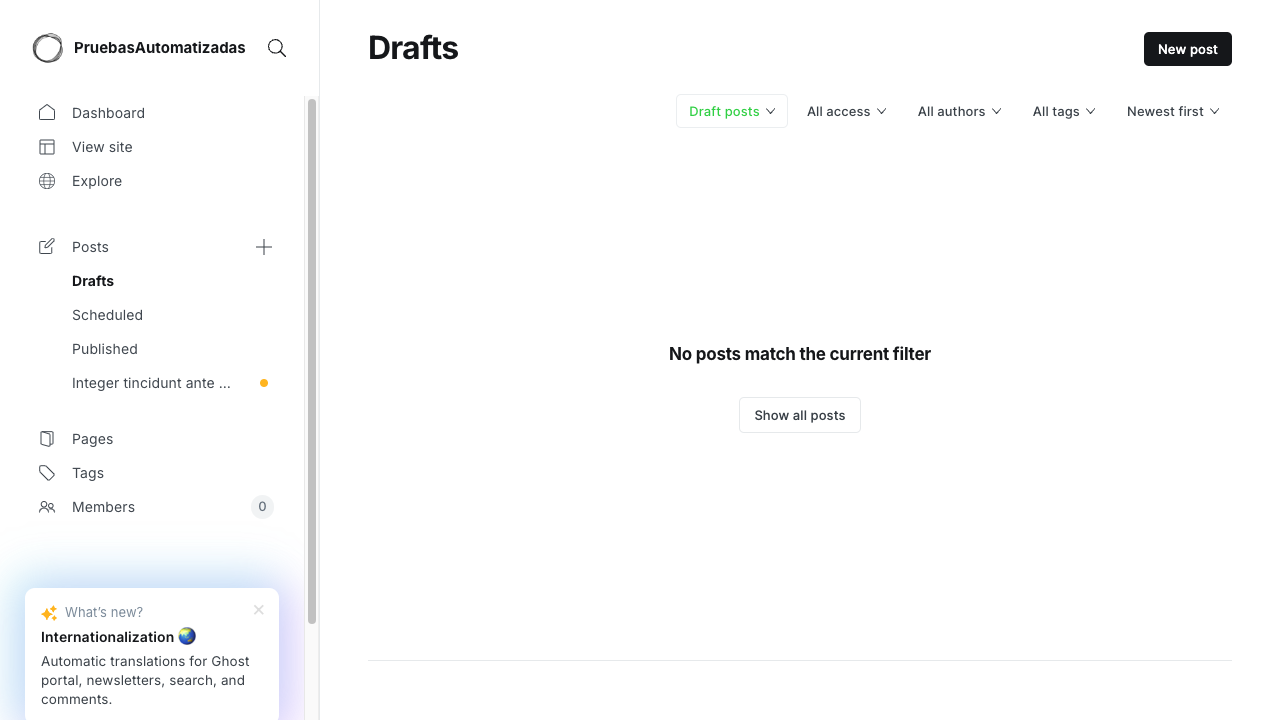 PruebasAutomatizadas
Dashboard
View site
Explore
Posts
Drafts
Scheduled
Published
Integer tincidunt ante ...
Pages
Tags
Members
0
What's new?
Internationalization
Automatic translations for Ghost
portal, newsletters, search, and
comments.
Drafts
New post
Draft posts
All access
All authors
All tags
Newest first
No posts match the current filter
Show all posts